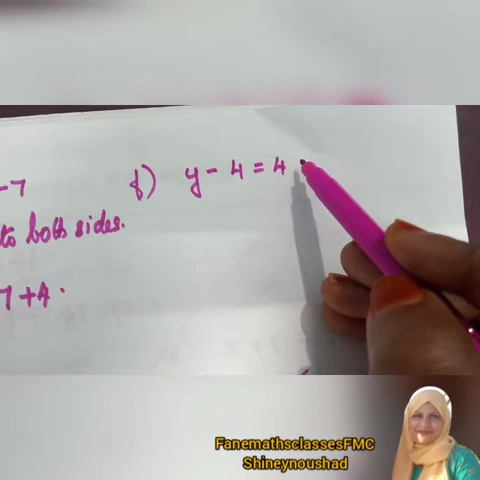 -7
to both sides.
7 + 4.
f) y - 4 = 4
FanemathsclassesFMC
Shineynoushad